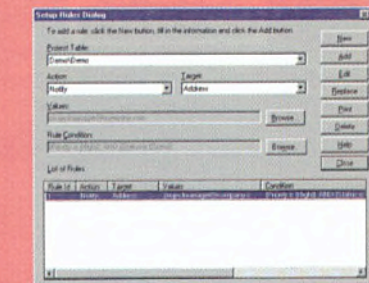 Setup Rules Dialog
To add a rule click the New button, fill in the information and click the Add button.
Project Table:
Demo\Demo
Action:
Target:
Notify
Address
Values:
Browse
Rule Condition:
Browse
List of Rules
Rule Id Action Target Values Condition
1 Notify Address
New
Add
Edit
Replace
Print
Delete
Help
Close